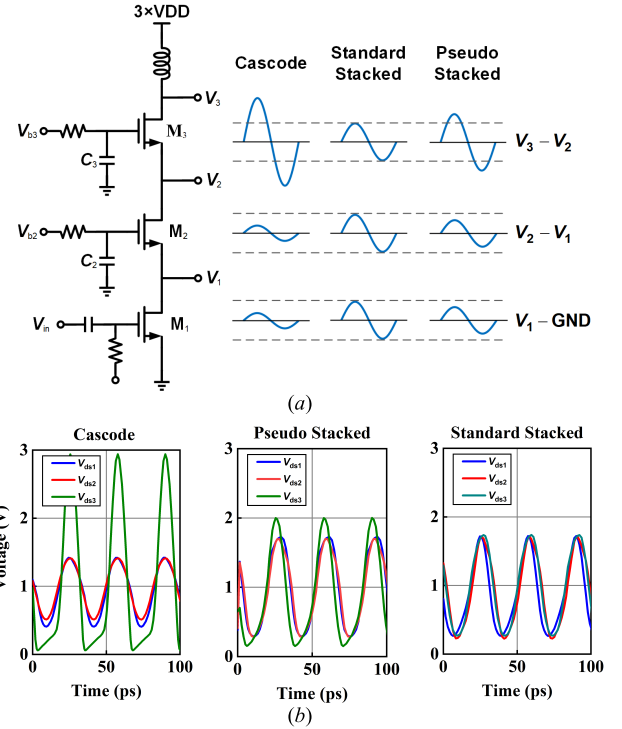 3×VDD
Cascode
Standard
Stacked
Pseudo
Stacked
V3
Vb3
M3
C3
V3 – V2
V2
Vb2
M2
C2
V2 – V1
V1
Vin
M1
V1 – GND
(a)
Cascode
Pseudo Stacked
Standard Stacked
Voltage (V)
3
2
1
0
Vds1
Vds2
Vds3
0
50
100
Time (ps)
3
2
1
0
Vds1
Vds2
Vds3
0
50
100
Time (ps)
3
2
1
0
Vds1
Vds2
Vds3
0
50
100
Time (ps)
(b)